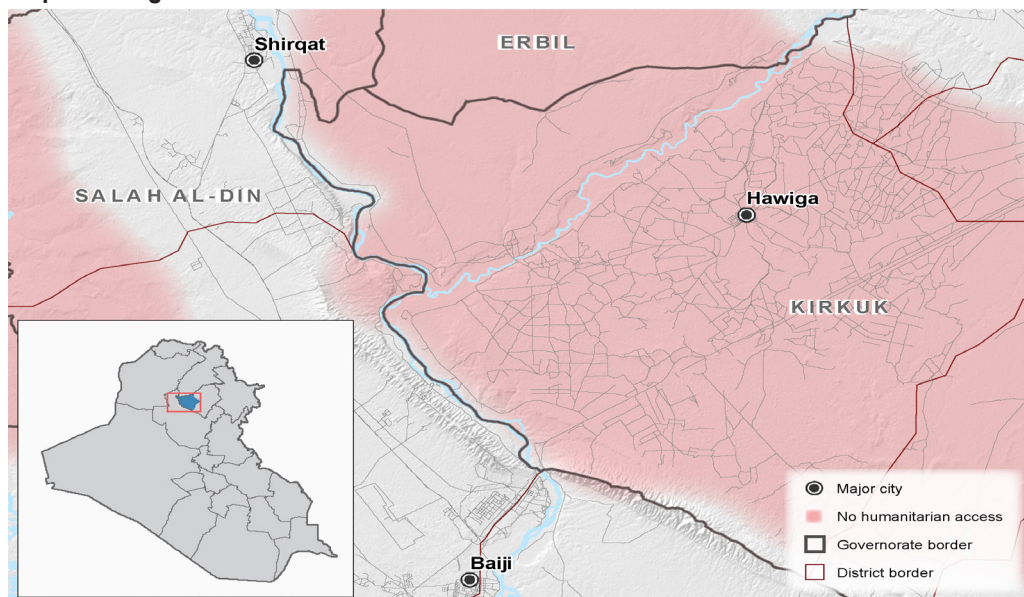 Shirqat
ERBIL
SALAH AL-DIN
Hawiga
KIRKUK
Baiji
Major city
No humanitarian access
Governorate border
District border